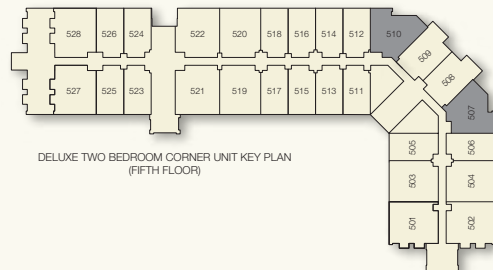 528 526 524 522 520 518 516 514 512 510
509
508
507
527 525 523 521 519 517 515 513 511
505 506
503 504
501 502
DELUXE TWO BEDROOM CORNER UNIT KEY PLAN
(FIFTH FLOOR)